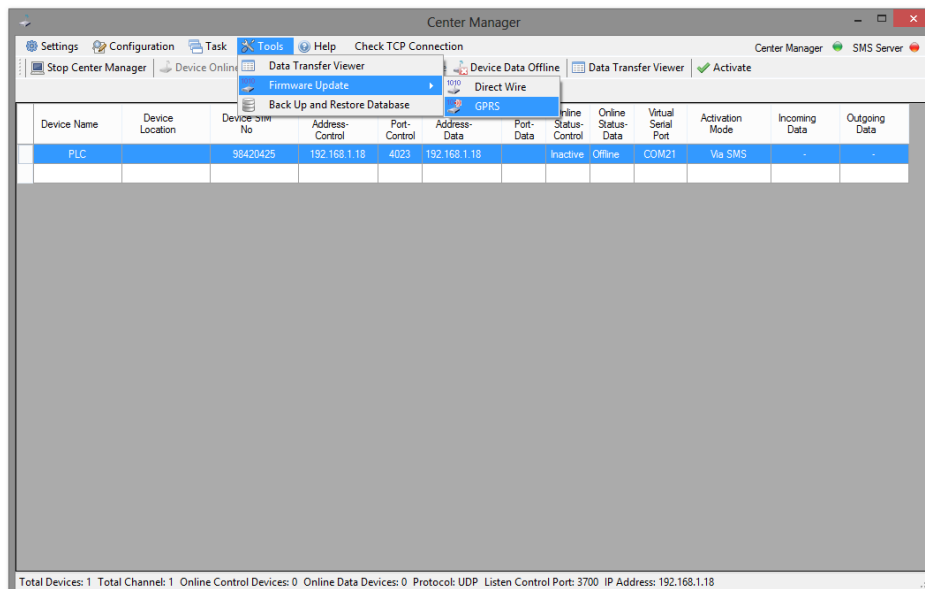 Center Manager
Settings Configuration Task Tools Help Check TCP Connection Center Manager SMS Server
Stop Center Manager Device Online Data Transfer Viewer Device Data Offline Data Transfer Viewer Activate
Firmware Update Direct Wire
Back Up and Restore Database GPRS
Device Name Device Location Device SIM No Address-Control Port-Control Address-Data Port-Data Online Status-Control Online Status-Data Virtual Serial Port Activation Mode Incoming Data Outgoing Data
PLC 98420425 192.168.1.18 4023 192.168.1.18 Inactive Offline COM21 Via SMS - -
Total Devices: 1 Total Channel: 1 Online Control Devices: 0 Online Data Devices: 0 Protocol: UDP Listen Control Port: 3700 IP Address: 192.168.1.18